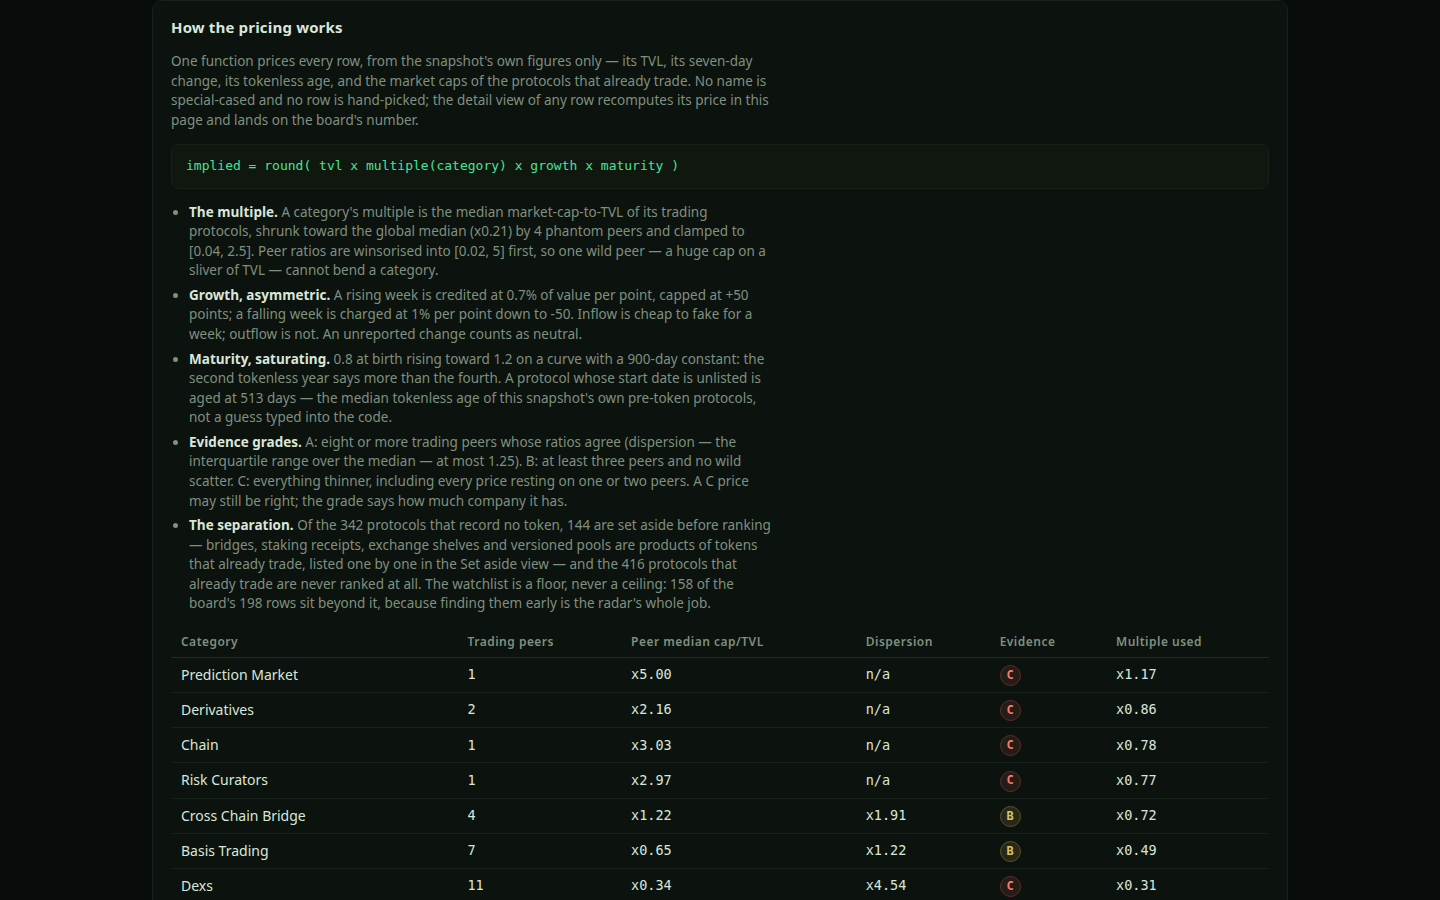 How the pricing works
One function prices every row, from the snapshot's own figures only — its TVL, its seven-day
change, its tokenless age, and the market caps of the protocols that already trade. No name is
special-cased and no row is hand-picked; the detail view of any row recomputes its price in this
page and lands on the board's number.
implied = round( tvl x multiple(category) x growth x maturity )
• The multiple. A category's multiple is the median market-cap-to-TVL of its trading
protocols, shrunk toward the global median (x0.21) by 4 phantom peers and clamped to
[0.04, 2.5]. Peer ratios are winsorised into [0.02, 5] first, so one wild peer — a huge cap on a
sliver of TVL — cannot bend a category.
• Growth, asymmetric. A rising week is credited at 0.7% of value per point, capped at +50
points; a falling week is charged at 1% per point down to -50. Inflow is cheap to fake for a
week; outflow is not. An unreported change counts as neutral.
• Maturity, saturating. 0.8 at birth rising toward 1.2 on a curve with a 900-day constant: the
second tokenless year says more than the fourth. A protocol whose start date is unlisted is
aged at 513 days — the median tokenless age of this snapshot's own pre-token protocols,
not a guess typed into the code.
• Evidence grades. A: eight or more trading peers whose ratios agree (dispersion — the
interquartile range over the median — at most 1.25). B: at least three peers and no wild
scatter. C: everything thinner, including every price resting on one or two peers. A C price
may still be right; the grade says how much company it has.
• The separation. Of the 342 protocols that record no token, 144 are set aside before ranking
— bridges, staking receipts, exchange shelves and versioned pools are products of tokens
that already trade, listed one by one in the Set aside view — and the 416 protocols that
already trade are never ranked at all. The watchlist is a floor, never a ceiling: 158 of the
board's 198 rows sit beyond it, because finding them early is the radar's whole job.
Category Trading peers Peer median cap/TVL Dispersion Evidence Multiple used
Prediction Market 1 x5.00 n/a C x1.17
Derivatives 2 x2.16 n/a C x0.86
Chain 1 x3.03 n/a C x0.78
Risk Curators 1 x2.97 n/a C x0.77
Cross Chain Bridge 4 x1.22 x1.91 B x0.72
Basis Trading 7 x0.65 x1.22 B x0.49
Dexs 11 x0.34 x4.54 C x0.31